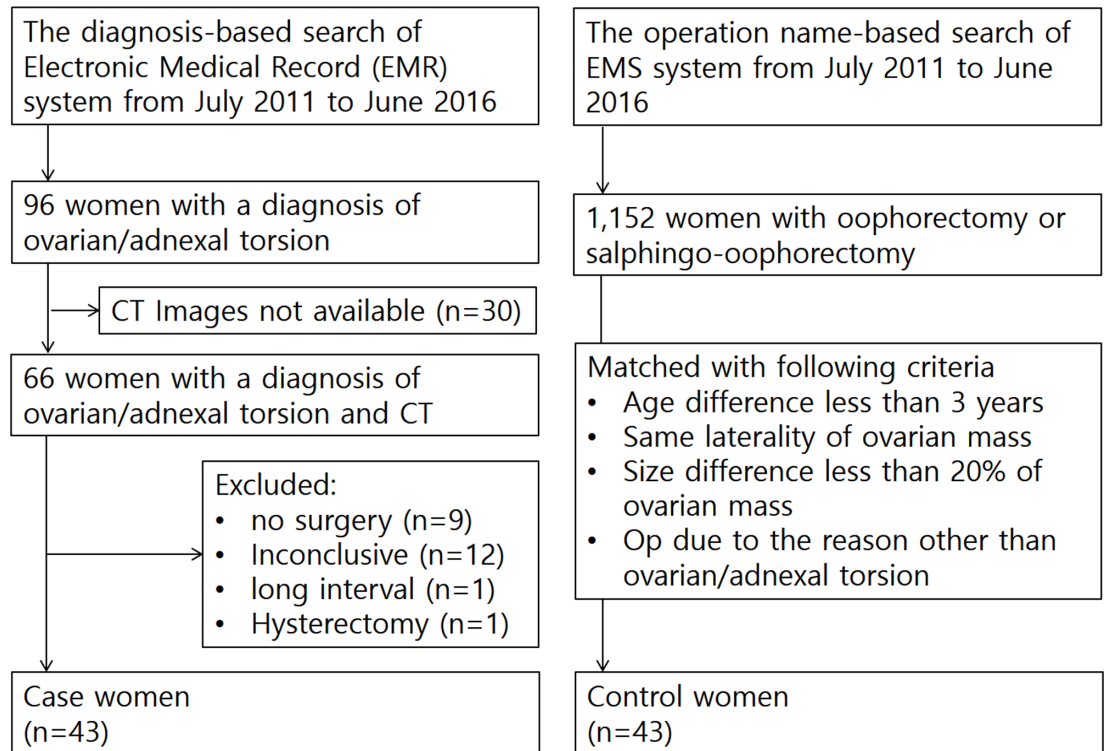 The diagnosis-based search of
Electronic Medical Record (EMR)
system from July 2011 to June 2016
96 women with a diagnosis of
ovarian/adnexal torsion
CT Images not available (n=30)
66 women with a diagnosis of
ovarian/adnexal torsion and CT
Excluded:
• no surgery (n=9)
• Inconclusive (n=12)
• long interval (n=1)
• Hysterectomy (n=1)
Case women
(n=43)
The operation name-based search of
EMS system from July 2011 to June
2016
1,152 women with oophorectomy or
salphingo-oophorectomy
Matched with following criteria
• Age difference less than 3 years
• Same laterality of ovarian mass
• Size difference less than 20% of
ovarian mass
• Op due to the reason other than
ovarian/adnexal torsion
Control women
(n=43)